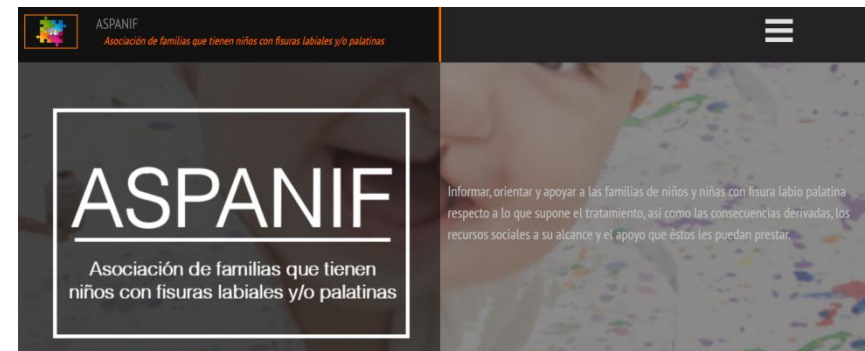 ASPANIF
Asociación de familias que tienen niños con fisuras labiales y/o palatinas
ASPANIF
Asociación de familias que tienen
niños con fisuras labiales y/o palatinas
Informar, orientar y apoyar a las familias de niños y niñas con fisura labio palatina
respecto a lo que supone el tratamiento, asi como las consecuencias derivadas, los
recursos sociales a su alcance y el apoyo que éstos les puedan prestar.